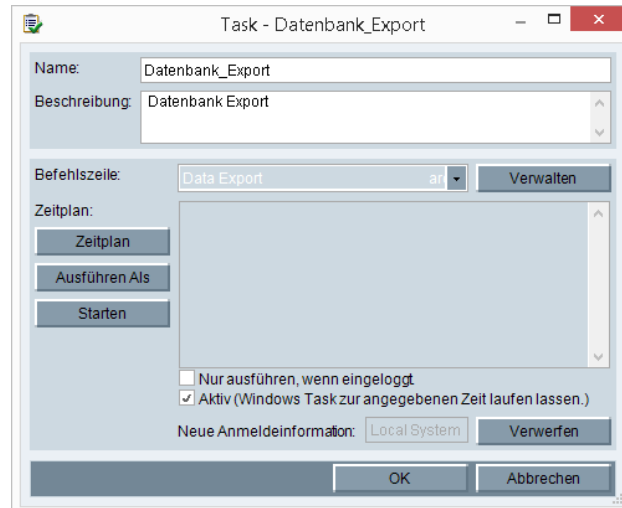 Task - Datenbank_Export
Name: Datenbank_Export
Beschreibung: Datenbank Export
Befehlszeile: Data Export Verwalten
Zeitplan:
Zeitplan
Ausführen Als
Starten
Nur ausführen, wenn eingeloggt
Aktiv (Windows Task zur angegebenen Zeit laufen lassen.)
Neue Anmeldeinformation: Local System Verwerfen
OK Abbrechen